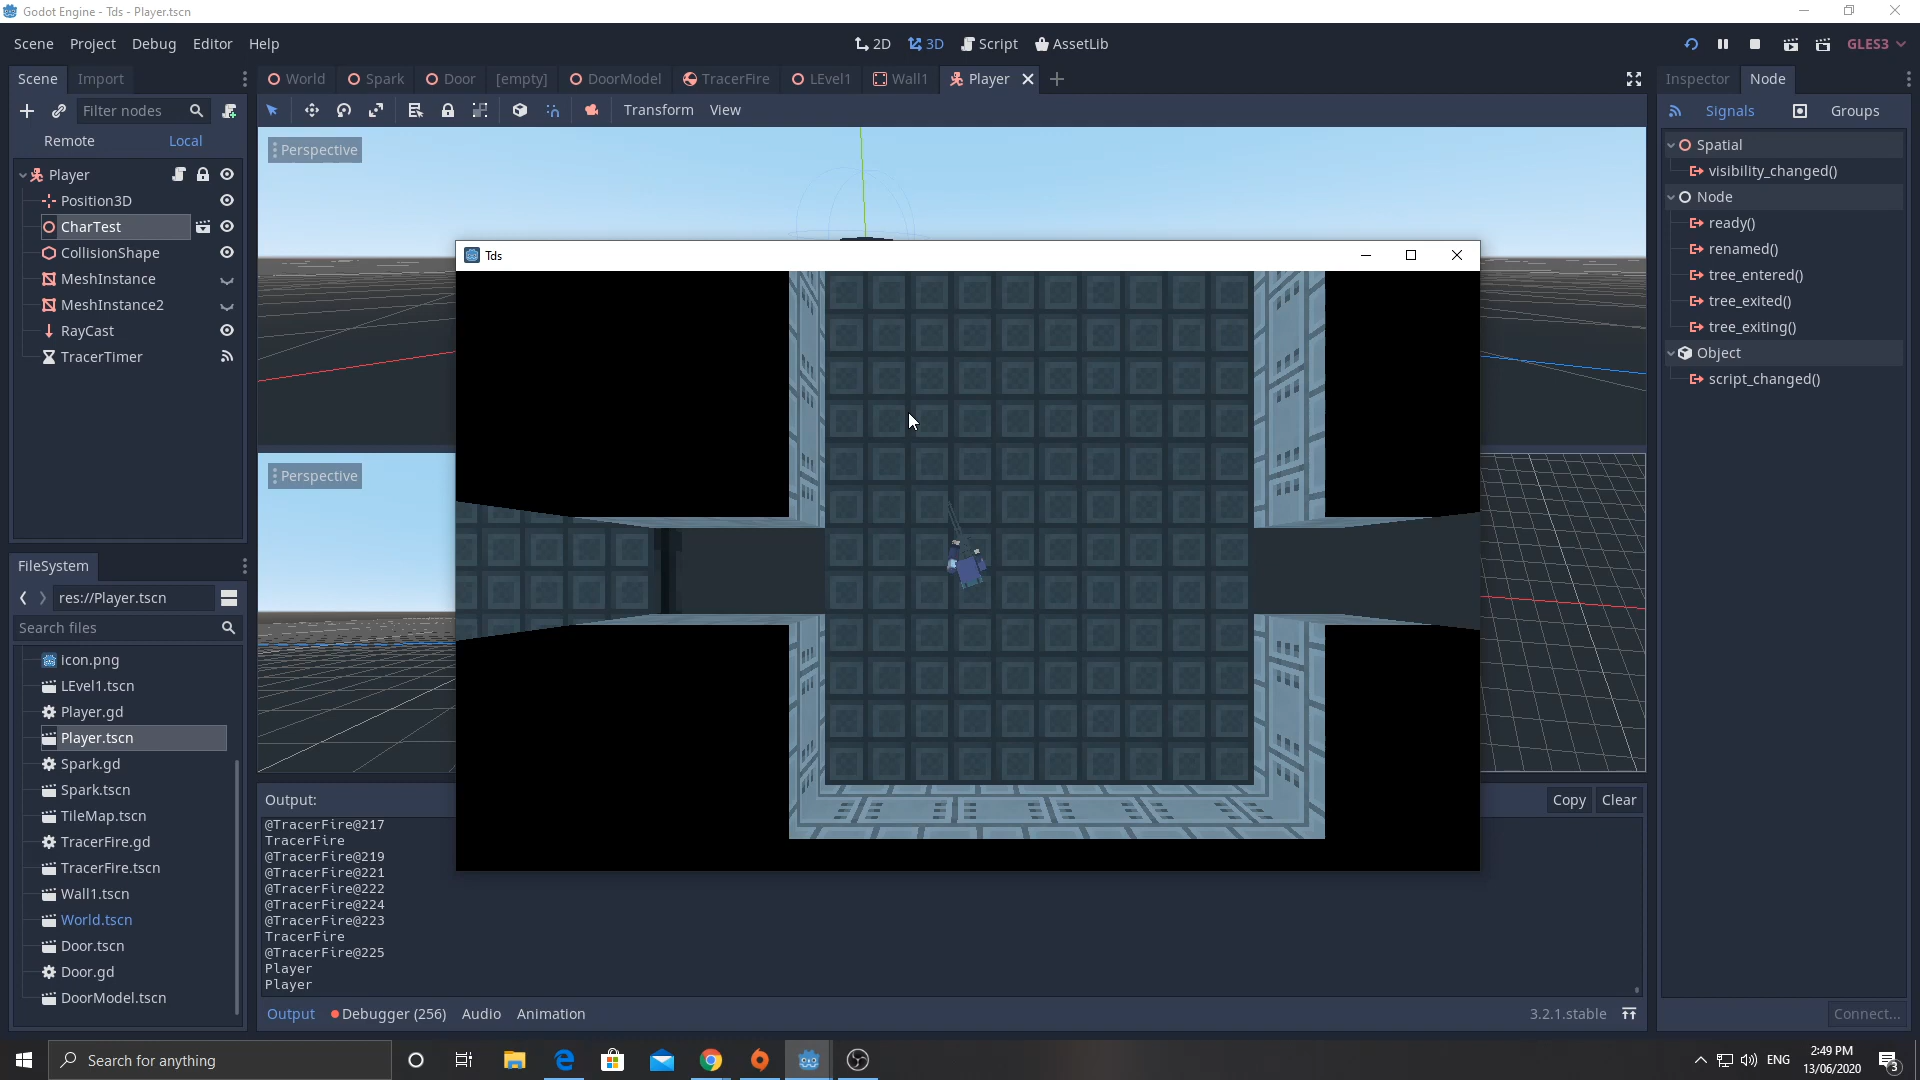 Godot Engine - Tds - Player.tscn
Scene Project Debug Editor Help
2D 3D Script AssetLib
GLES3
Scene Import
World Spark Door [empty] DoorModel TracerFire LEvel1 Wall1 Player
Inspector Node
Filter nodes
Transform View
Signals Groups
Remote Local
Perspective
Player
Position3D
CharTest
CollisionShape
MeshInstance
MeshInstance2
RayCast
TracerTimer
Spatial
visibility_changed()
Node
ready()
renamed()
tree_entered()
tree_exited()
tree_exiting()
Object
script_changed()
Tds
Perspective
FileSystem
res://Player.tscn
Search files
icon.png
LEvel1.tscn
Player.gd
Player.tscn
Spark.gd
Spark.tscn
TileMap.tscn
TracerFire.gd
TracerFire.tscn
Wall1.tscn
World.tscn
Door.tscn
Door.gd
DoorModel.tscn
Output:
Copy Clear
@TracerFire@217
TracerFire
@TracerFire@219
@TracerFire@221
@TracerFire@222
@TracerFire@224
@TracerFire@223
TracerFire
@TracerFire@225
Player
Player
Output Debugger (256) Audio Animation
3.2.1.stable
Connect...
Search for anything
ENG
2:49 PM
13/06/2020
3